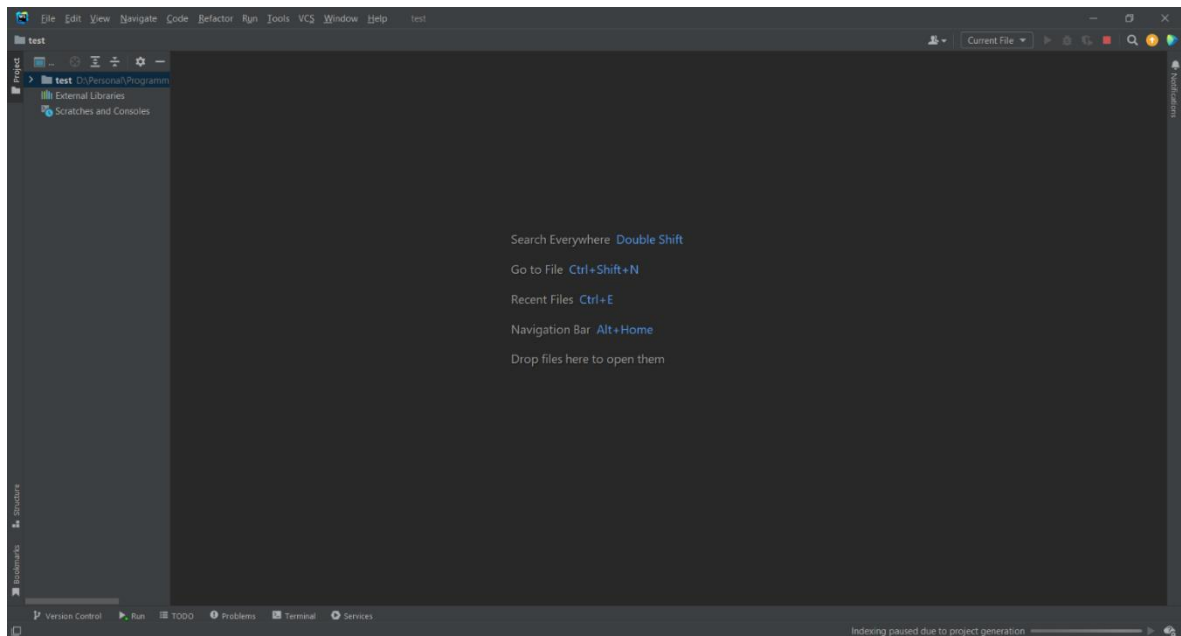 File Edit View Navigate Code Refactor Run Tools VCS Window Help test
test
Current File
Project
test D:\Personal\Programm
External Libraries
Scratches and Consoles
Notifications
Search Everywhere Double Shift
Go to File Ctrl+Shift+N
Recent Files Ctrl+E
Navigation Bar Alt+Home
Drop files here to open them
Structure
Bookmarks
Version Control Run TODO Problems Terminal Services
Indexing paused due to project generation